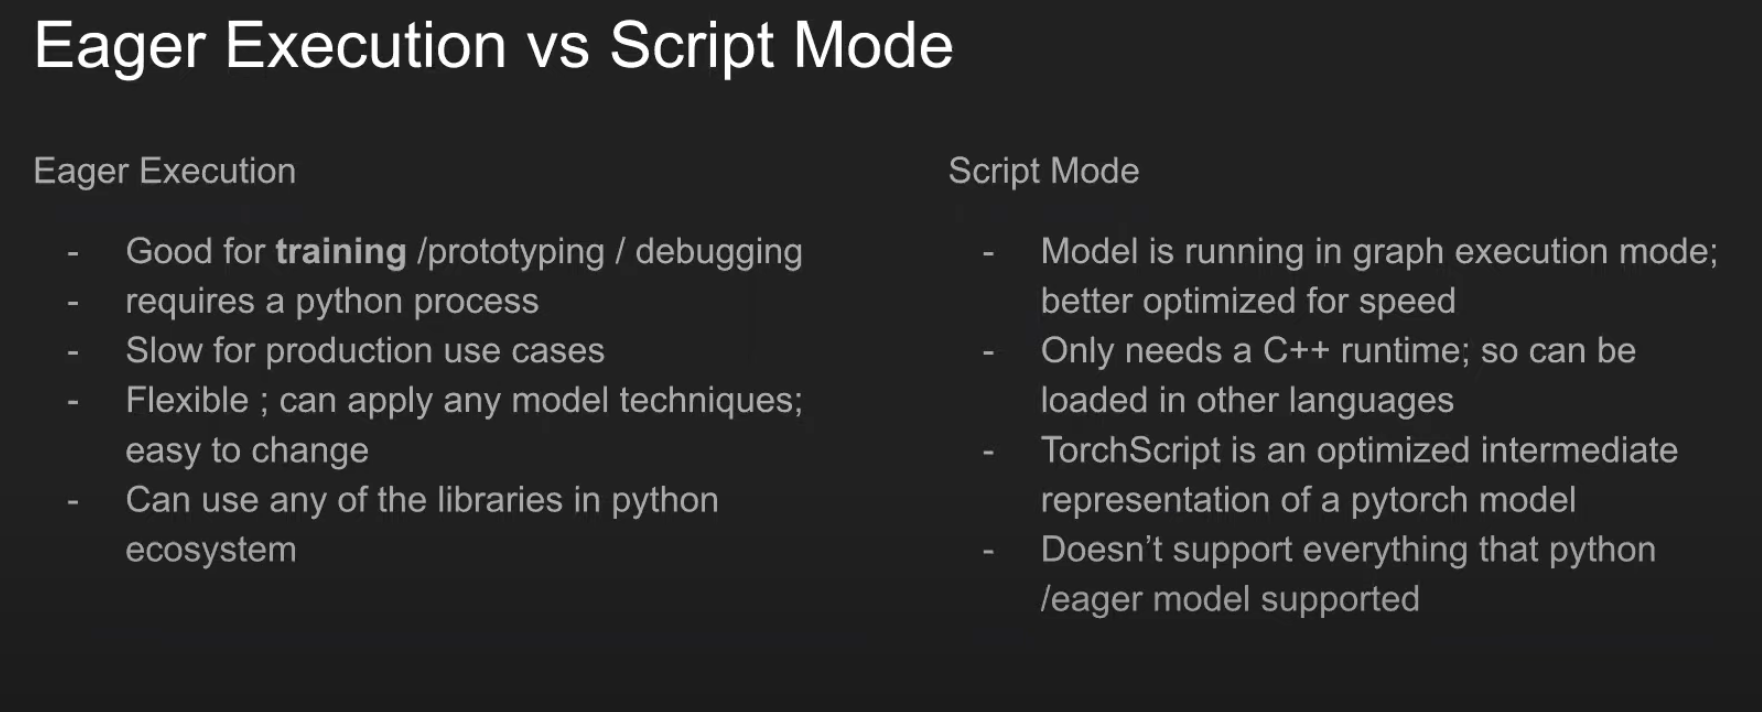 Eager Execution vs Script Mode
Eager Execution
- Good for training /prototyping / debugging
- requires a python process
- Slow for production use cases
- Flexible ; can apply any model techniques;
easy to change
- Can use any of the libraries in python
ecosystem
Script Mode
- Model is running in graph execution mode;
better optimized for speed
- Only needs a C++ runtime; so can be
loaded in other languages
- TorchScript is an optimized intermediate
representation of a pytorch model
- Doesn’t support everything that python
/eager model supported